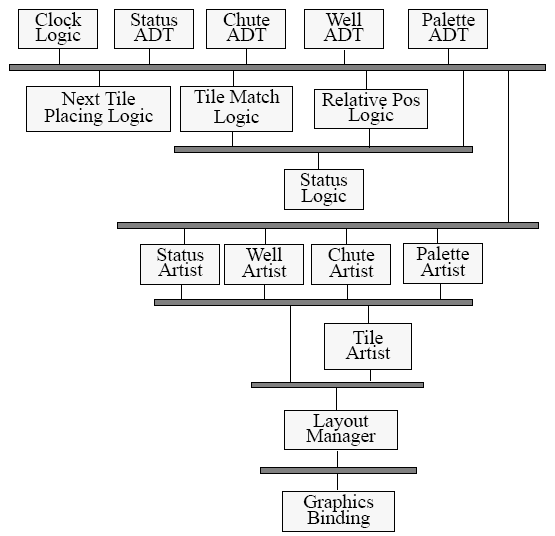 Clock
Logic
Status
ADT
Chute
ADT
Well
ADT
Palette
ADT
Next Tile
Placing Logic
Tile Match
Logic
Relative Pos
Logic
Status
Logic
Status
Artist
Well
Artist
Chute
Artist
Palette
Artist
Tile
Artist
Layout
Manager
Graphics
Binding